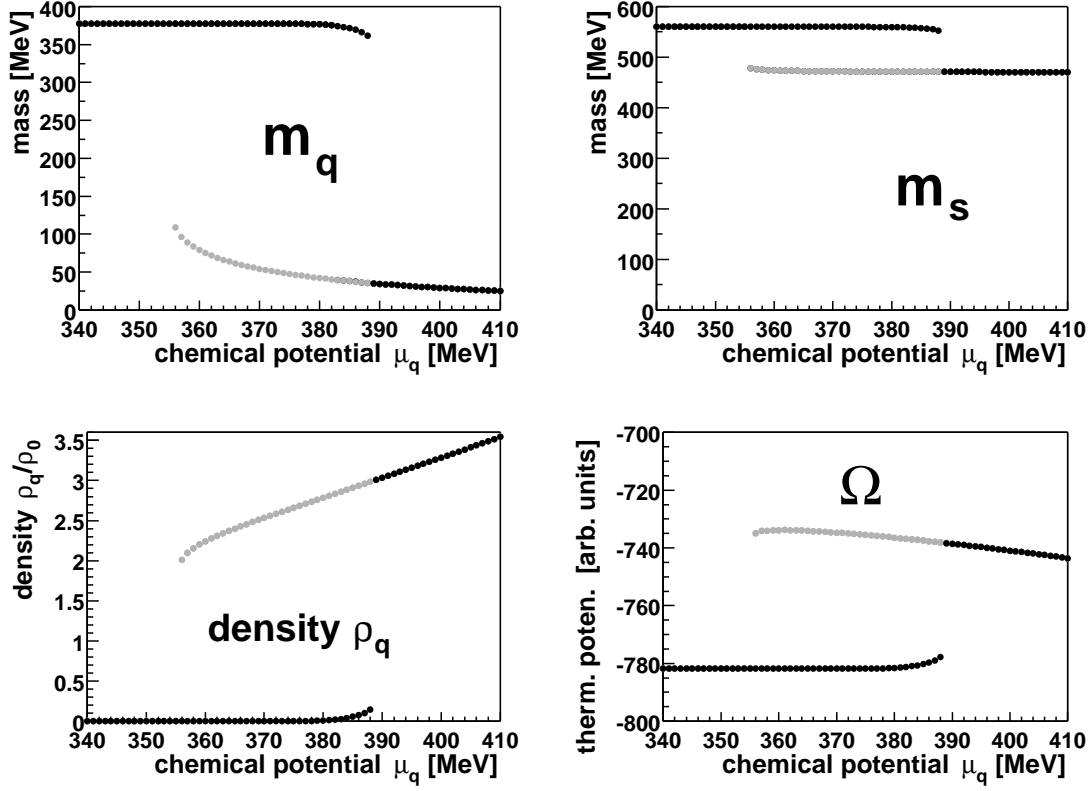 mass [MeV]
400
350
300
250
200
150
100
50
0
m_q
340 350 360 370 380 390 400 410
chemical potential μ_q [MeV]
mass [MeV]
600
500
400
300
200
100
0
m_s
340 350 360 370 380 390 400 410
chemical potential μ_q [MeV]
density ρ_q/ρ_0
3.5
3
2.5
2
1.5
1
0.5
0
density ρ_q
340 350 360 370 380 390 400 410
chemical potential μ_q [MeV]
therm. poten. [arb. units]
-700
-720
-740
-760
-780
-800
Ω
340 350 360 370 380 390 400 410
chemical potential μ_q [MeV]